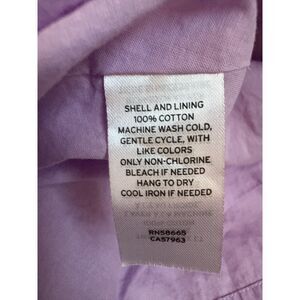 SHELL AND LINING
100% COTTON
MACHINE WASH COLD,
GENTLE CYCLE, WITH
LIKE COLORS
ONLY NON-CHLORINE
BLEACH IF NEEDED
HANG TO DRY
COOL IRON IF NEEDED
RN58665
CA57963